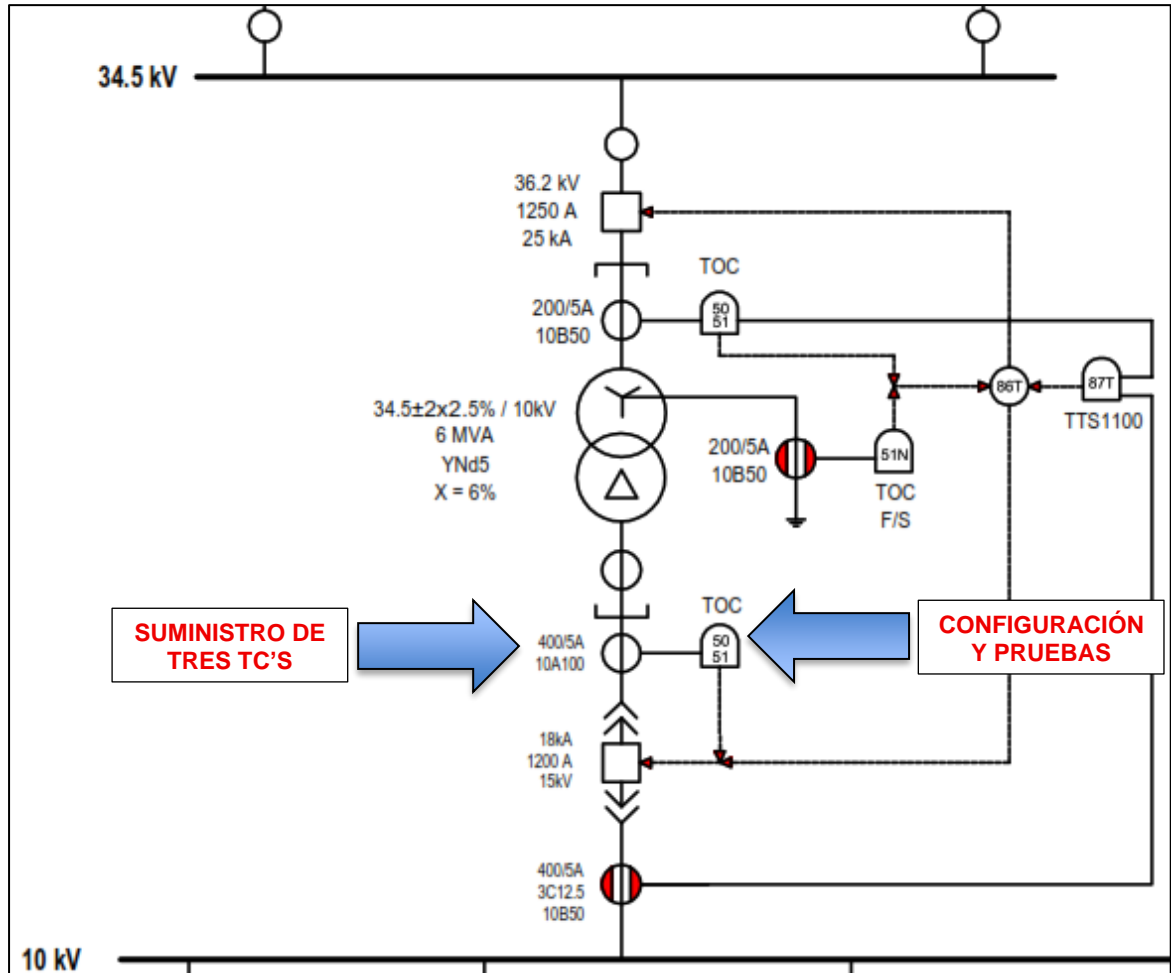 34.5 kV
36.2 kV
1250 A
25 kA
TOC
50
51
200/5A
10B50
86T
87T
TTS1100
34.5±2x2.5% / 10kV
6 MVA
YNd5
X = 6%
200/5A
10B50
51N
TOC
F/S
SUMINISTRO DE
TRES TC’S
400/5A
10A100
TOC
50
51
CONFIGURACIÓN
Y PRUEBAS
18kA
1200 A
15kV
400/5A
3C12.5
10B50
10 kV